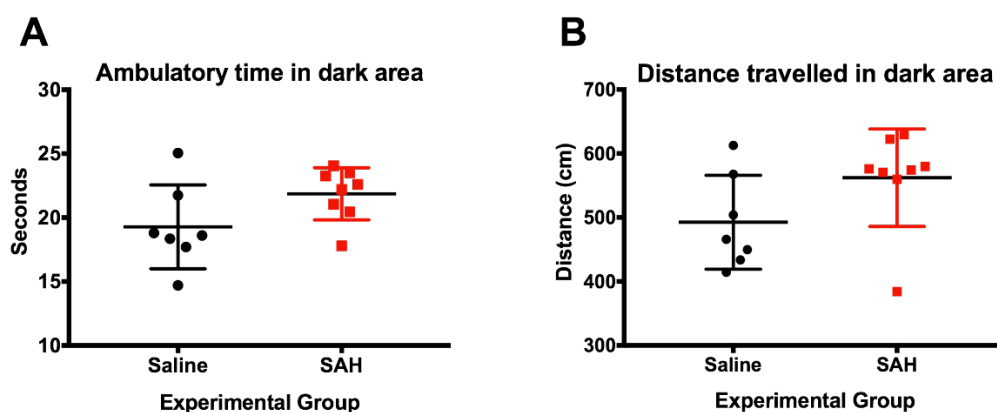 A
Ambulatory time in dark area
30
25
20
15
10
Seconds
Saline
SAH
Experimental Group
B
Distance travelled in dark area
700
600
500
400
300
Distance (cm)
Saline
SAH
Experimental Group